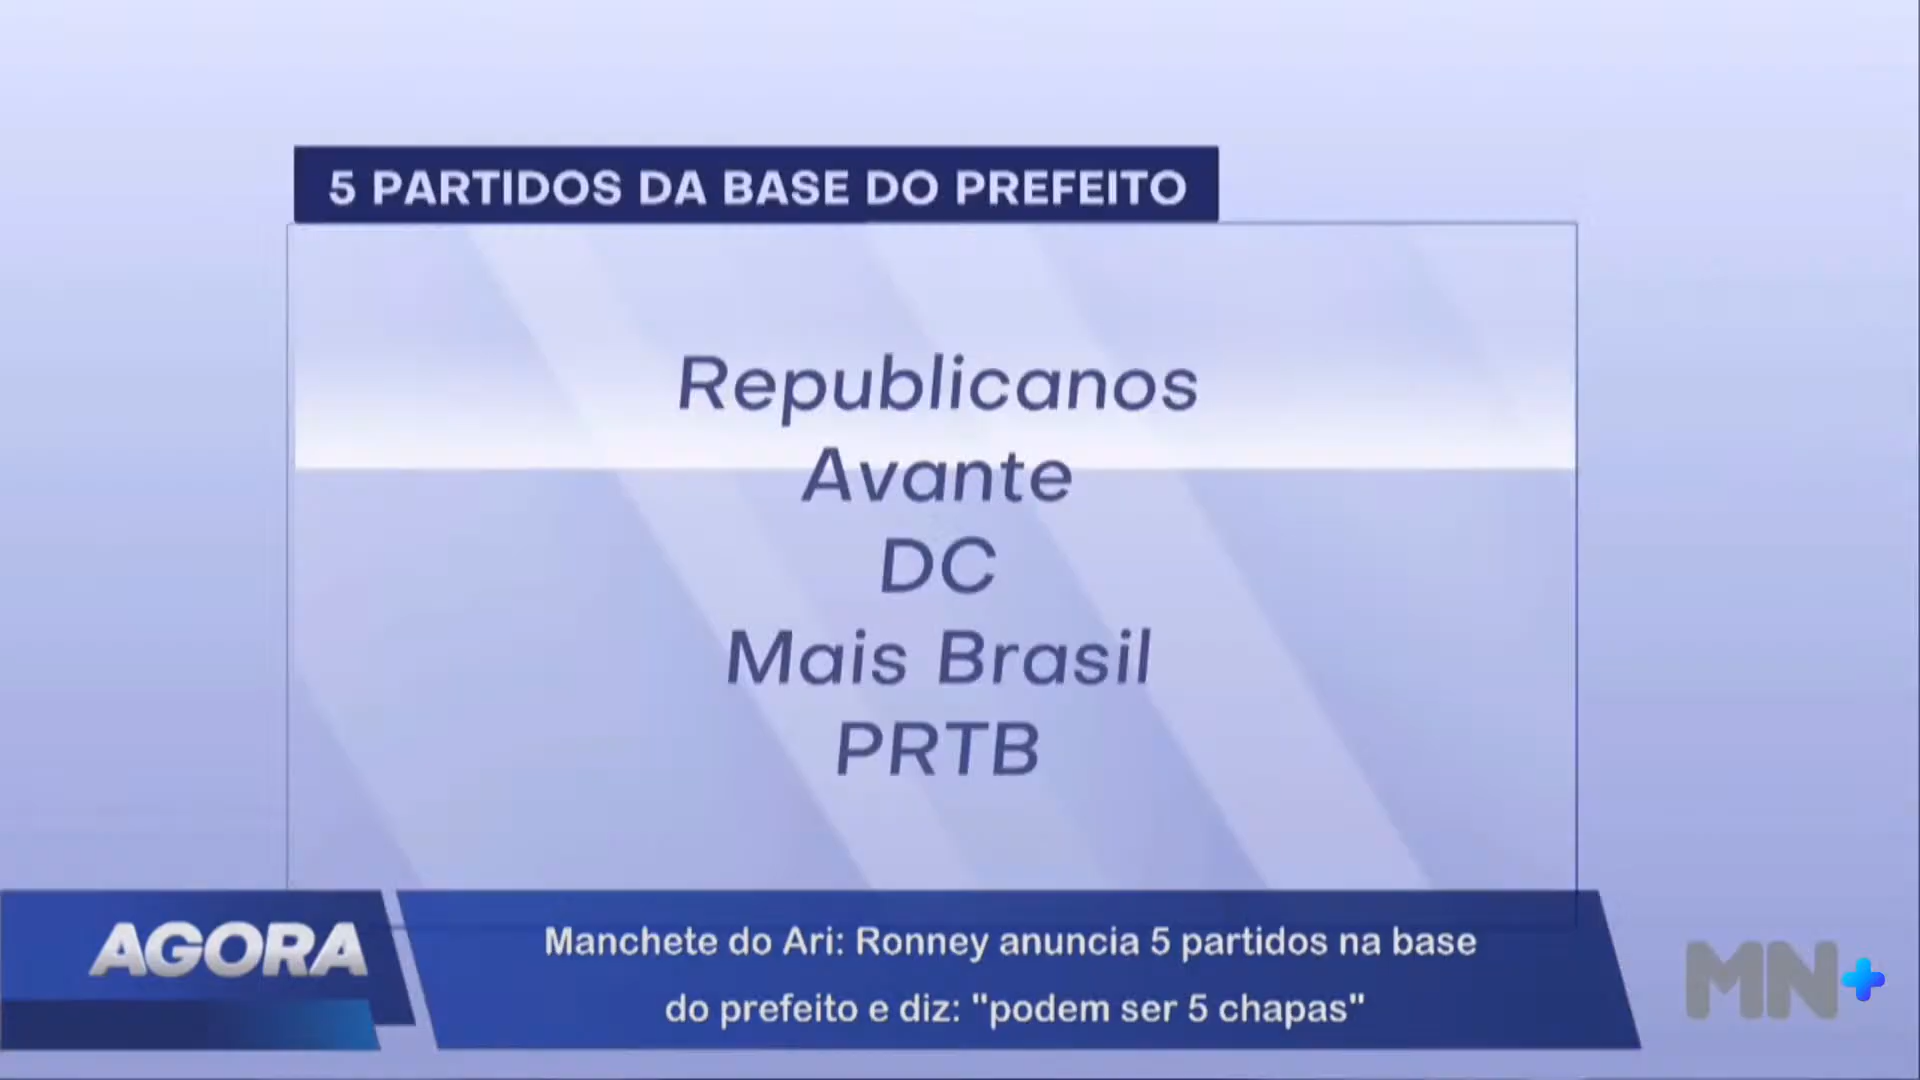 5 PARTIDOS DA BASE DO PREFEITO
Republicanos
Avante
DC
Mais Brasil
PRTB
AGORA
Manchete do Ari: Ronney anuncia 5 partidos na base
do prefeito e diz: "podem ser 5 chapas"
MN+